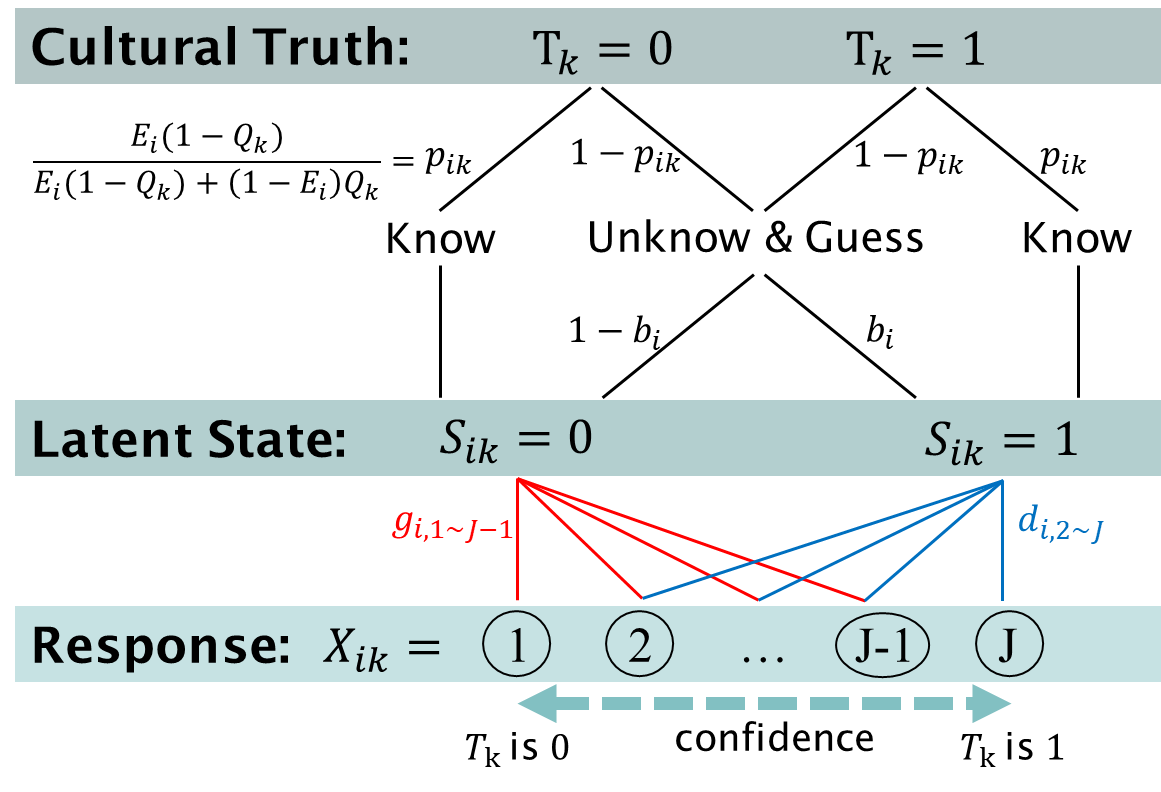 Cultural Truth: T_k = 0 T_k = 1
E_i(1 − Q_k)
E_i(1 − Q_k) + (1 − E_i)Q_k
= p_ik 1 − p_ik 1 − p_ik p_ik
Know Unknow & Guess Know
1 − b_i b_i
Latent State: S_ik = 0 S_ik = 1
g_i,1~J−1 d_i,2~J
Response: X_ik = 1 2 … J-1 J
confidence
T_k is 0 T_k is 1